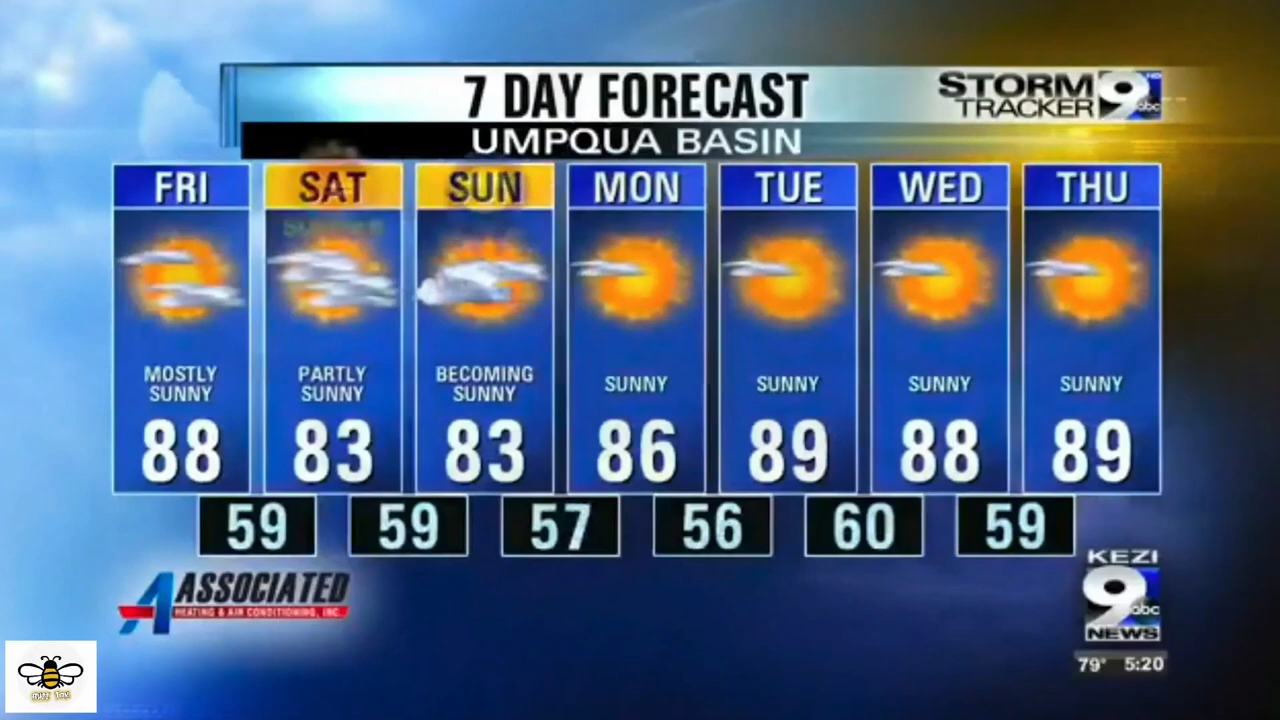 7 DAY FORECAST
STORM
TRACKER 9 HD
abc
UMPQUA BASIN
FRI SAT SUN MON TUE WED THU
MOSTLY SUNNY
PARTLY SUNNY
BECOMING SUNNY
SUNNY
SUNNY
SUNNY
SUNNY
88 83 83 86 89 88 89
59 59 57 56 60 59
A ASSOCIATED
HEATING & AIR CONDITIONING, INC.
KEZI
9 abc
NEWS
79° 5:20